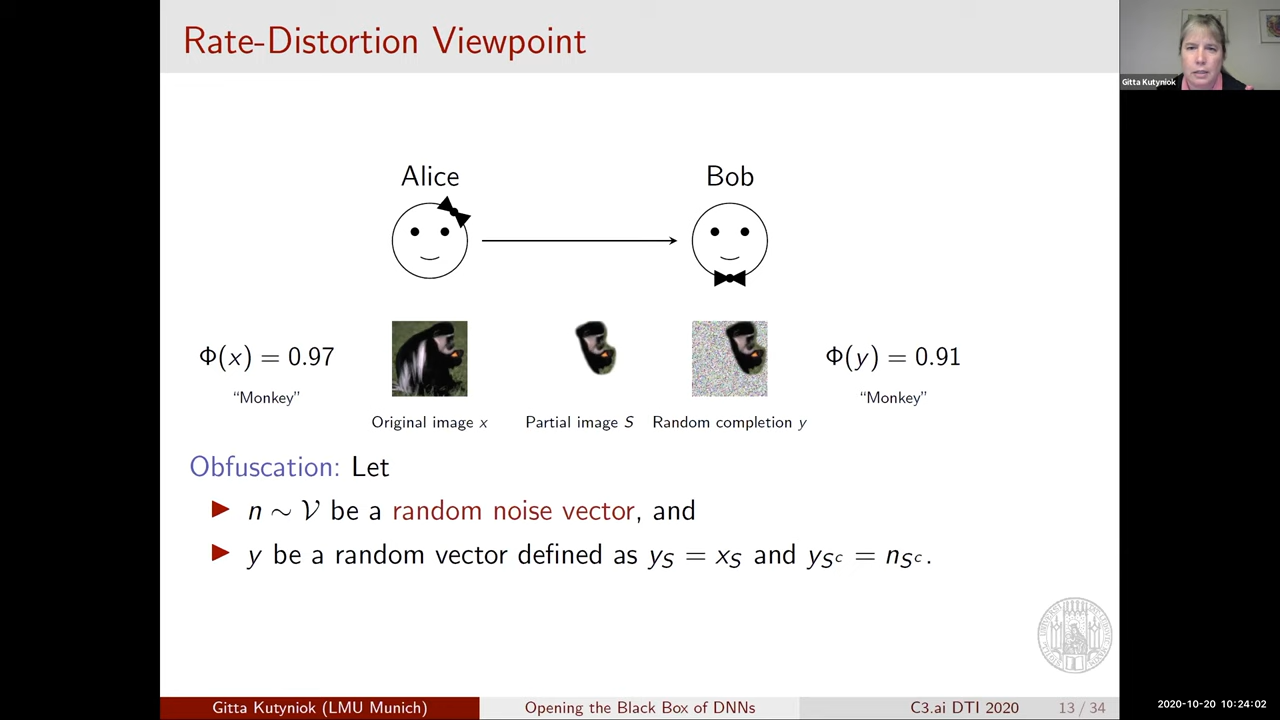 Rate-Distortion Viewpoint
Gitta Kutyniok
Alice
Bob
Φ(x) = 0.97
Φ(y) = 0.91
“Monkey”
“Monkey”
Original image x
Partial image S
Random completion y
Obfuscation: Let
▶ n ∼ 𝒱 be a random noise vector, and
▶ y be a random vector defined as y_S = x_S and y_{S^c} = n_{S^c}.
Gitta Kutyniok (LMU Munich)
Opening the Black Box of DNNs
C3.ai DTI 2020
13 / 34
2020-10-20 10:24:02